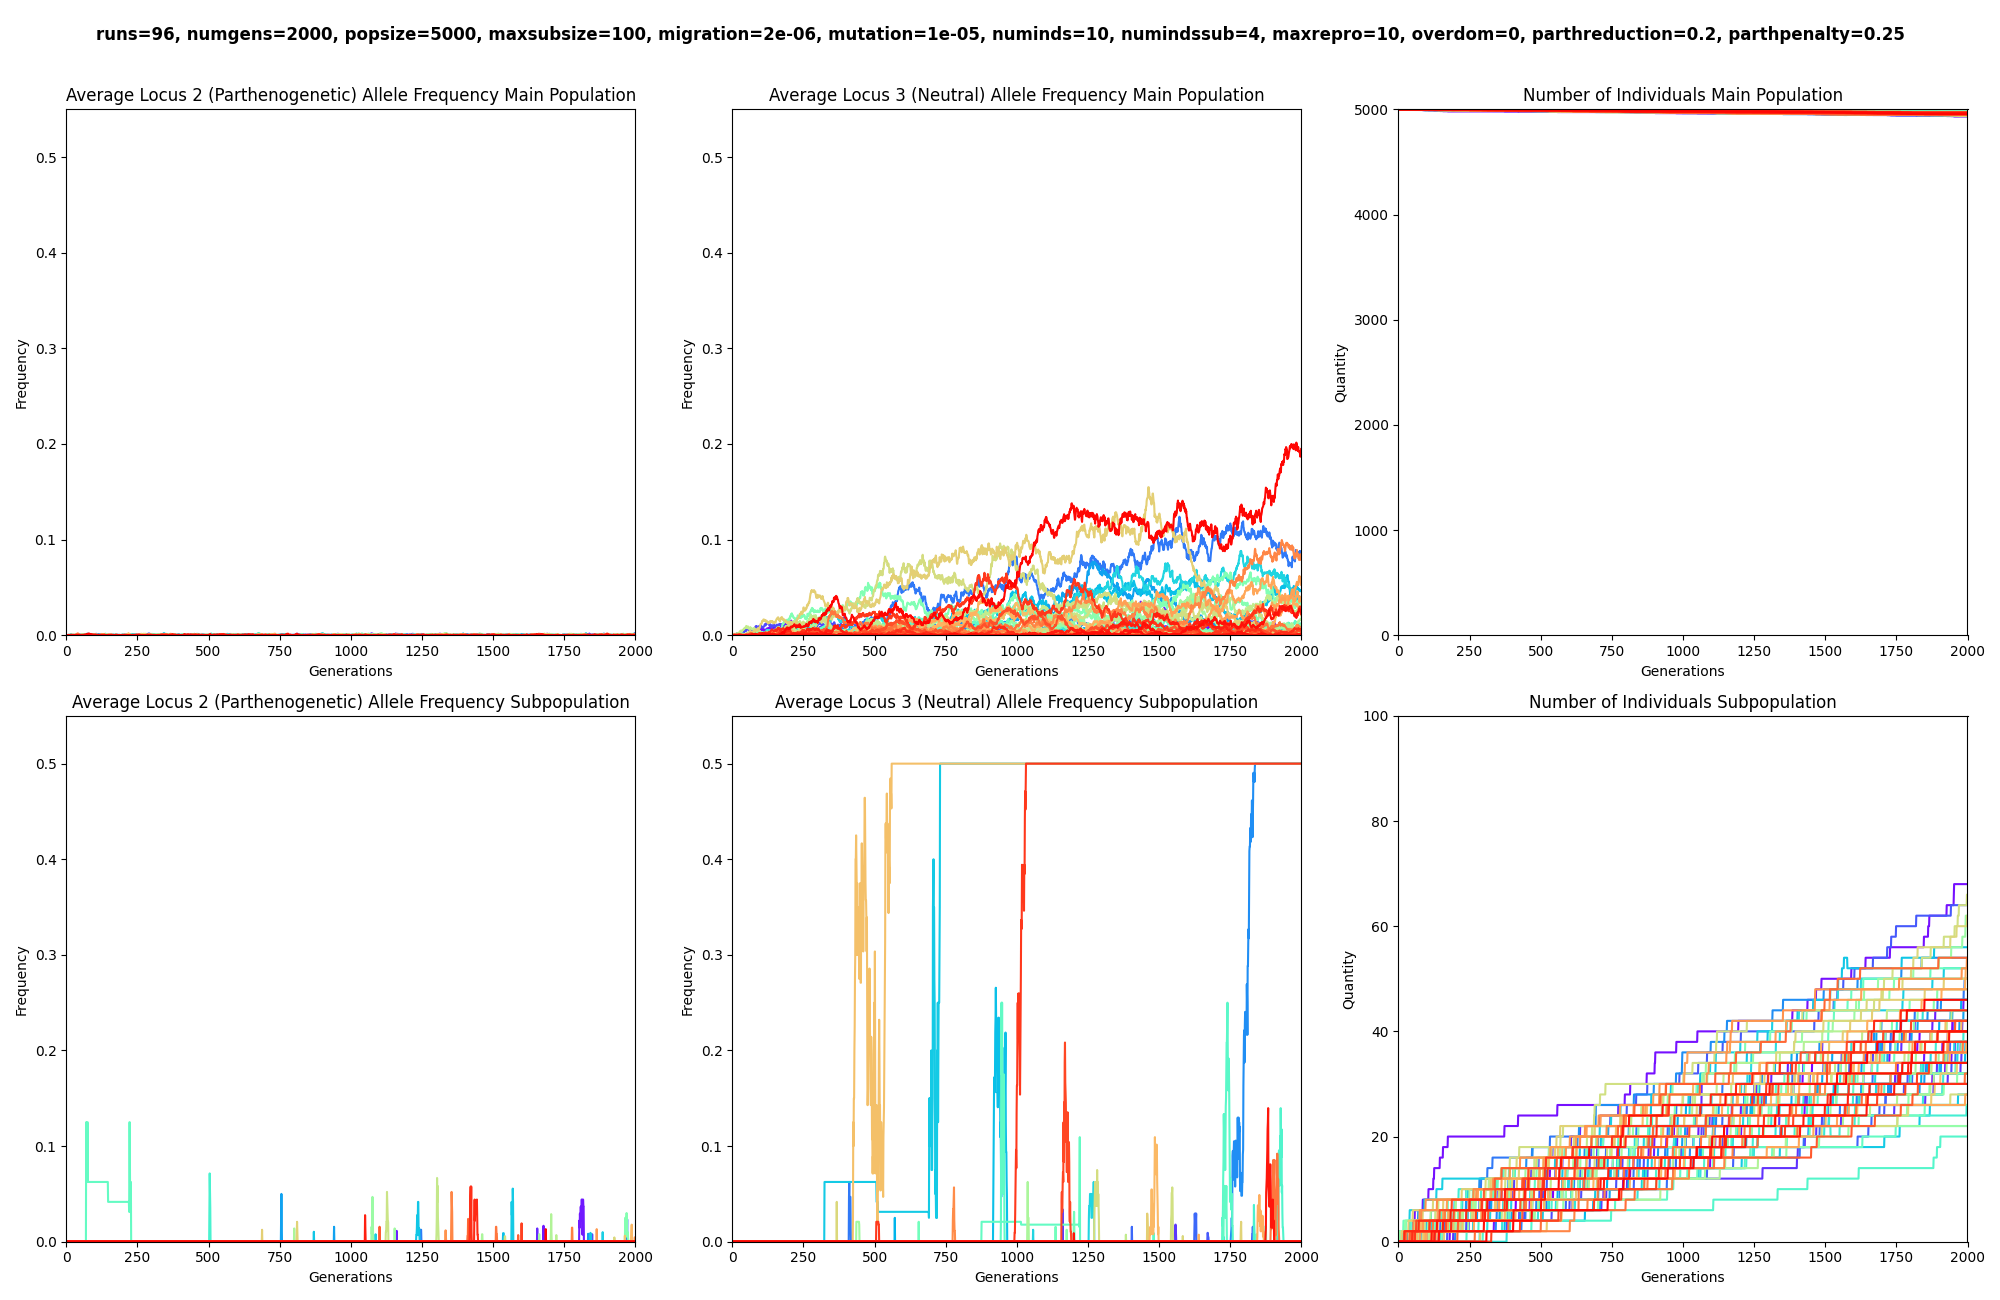 runs=96, numgens=2000, popsize=5000, maxsubsize=100, migration=2e-06, mutation=1e-05, numinds=10, numindssub=4, maxrepro=10, overdom=0, parthreduction=0.2, parthpenalty=0.25
Average Locus 2 (Parthenogenetic) Allele Frequency Main Population
Frequency
0.5
0.4
0.3
0.2
0.1
0.0
0 250 500 750 1000 1250 1500 1750 2000
Generations
Average Locus 3 (Neutral) Allele Frequency Main Population
Frequency
0.5
0.4
0.3
0.2
0.1
0.0
0 250 500 750 1000 1250 1500 1750 2000
Generations
Number of Individuals Main Population
Quantity
5000
4000
3000
2000
1000
0
0 250 500 750 1000 1250 1500 1750 2000
Generations
Average Locus 2 (Parthenogenetic) Allele Frequency Subpopulation
Frequency
0.5
0.4
0.3
0.2
0.1
0.0
0 250 500 750 1000 1250 1500 1750 2000
Generations
Average Locus 3 (Neutral) Allele Frequency Subpopulation
Frequency
0.5
0.4
0.3
0.2
0.1
0.0
0 250 500 750 1000 1250 1500 1750 2000
Generations
Number of Individuals Subpopulation
Quantity
100
80
60
40
20
0
0 250 500 750 1000 1250 1500 1750 2000
Generations